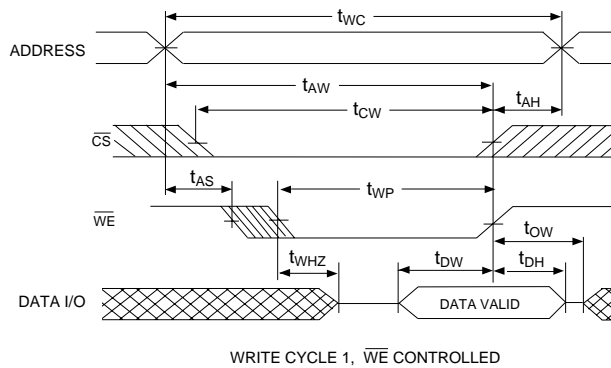 tWC
ADDRESS
tAW
tCW
tAH
CS
tAS
tWP
WE
tOW
tWHZ
tDW
tDH
DATA I/O
DATA VALID
WRITE CYCLE 1, WE CONTROLLED